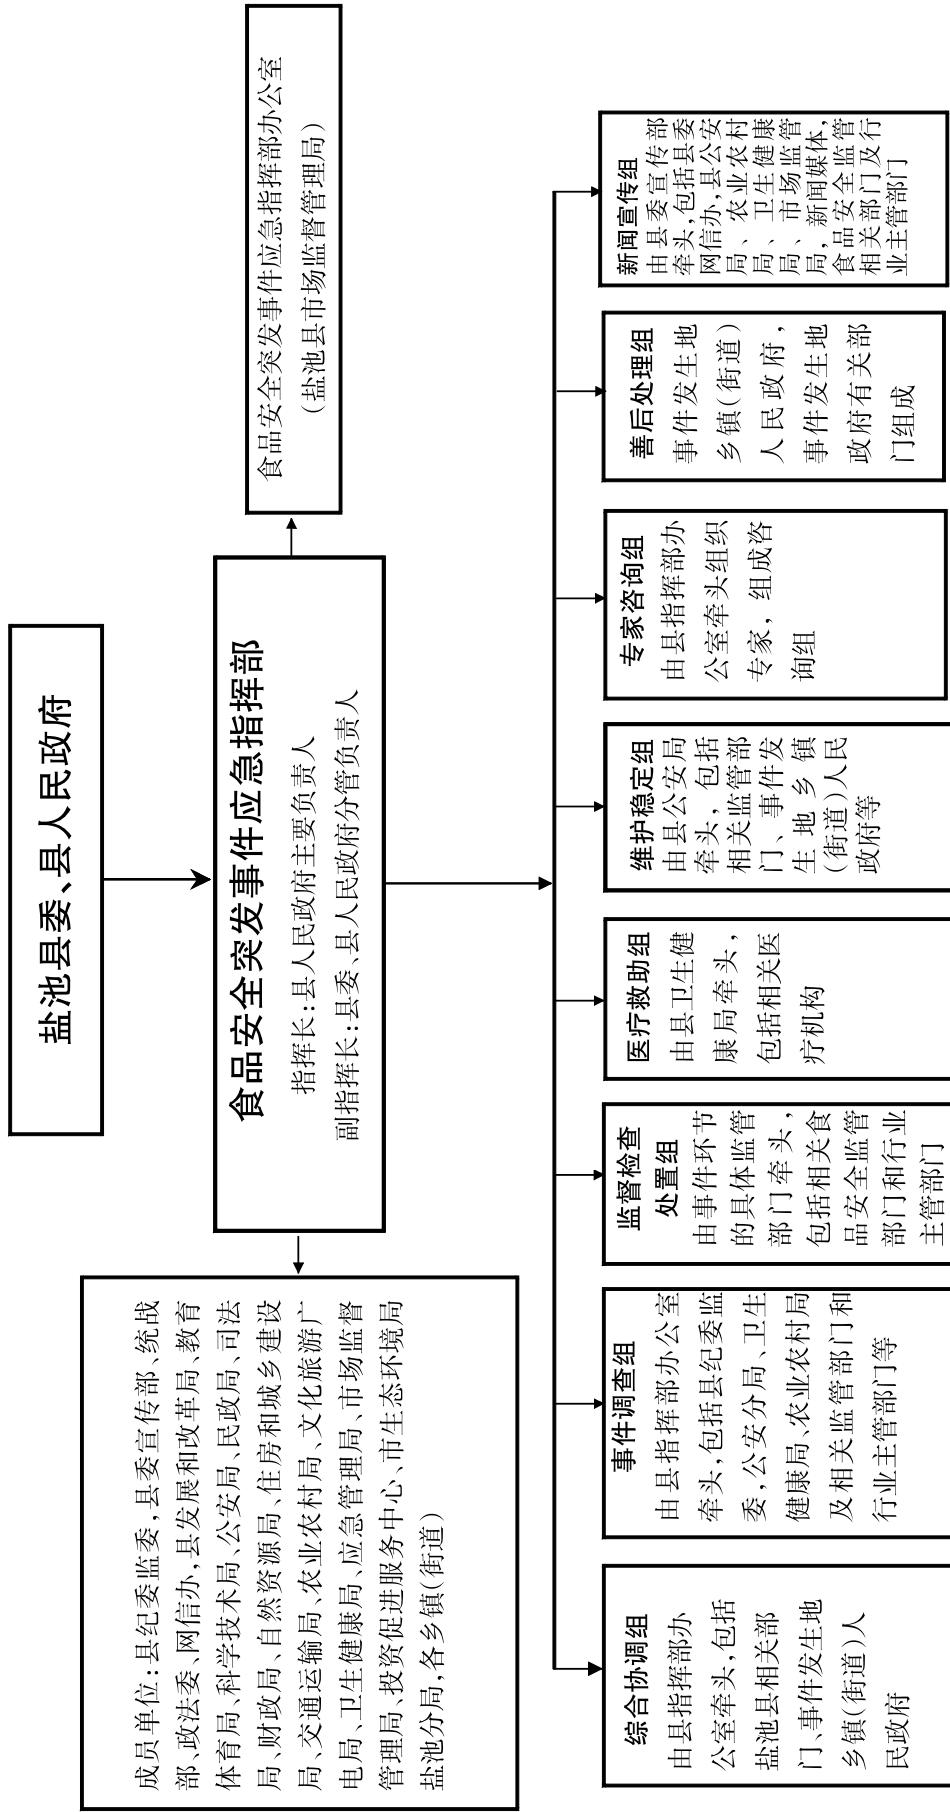 盐池县委、县人民政府
食品安全突发事件应急指挥部
指挥长:县人民政府主要负责人
副指挥长:县委、县人民政府分管负责人
成员单位:县纪委监委,县委宣传部、统战
部、政法委、网信办,县发展和改革局、教育
体育局、科学技术局、公安局、民政局、司法
局、财政局、自然资源局、住房和城乡建设
局、交通运输局、农业农村局、文化旅游广
电局、卫生健康局、应急管理局、市场监督
管理局、投资促进服务中心、市生态环境局
盐池分局,各乡镇(街道)
食品安全突发事件应急指挥部办公室
(盐池县市场监督管理局)
综合协调组
由县指挥部办
公室牵头,包括
盐池县相关部
门、事件发生地
乡镇(街道)人
民政府
事件调查组
由县指挥部办公室
牵头,包括县纪委监
委,公安分局、卫生
健康局、农业农村局
及相关监管部门和
行业主管部门等
监督检查
处置组
由事件环节
的具体监管
部门牵头,
包括相关食
品安全监管
部门和行业
主管部门
医疗救助组
由县卫生健
康局牵头,
包括相关医
疗机构
维护稳定组
由县公安局
牵头,包括
相关监管部
门、事件发
生地乡镇
(街道)人民
政府等
专家咨询组
由县指挥部办
公室牵头组织
专家,组成咨
询组
善后处理组
事件发生地
乡镇(街道)
人民政府,
事件发生地
政府有关部
门组成
新闻宣传组
由县委宣传部
牵头,包括县委
网信办,县公安
局、农业农村
局、卫生健康
局、市场监管
局,新闻媒体,
食品安全监管
相关部门及行
业主管部门